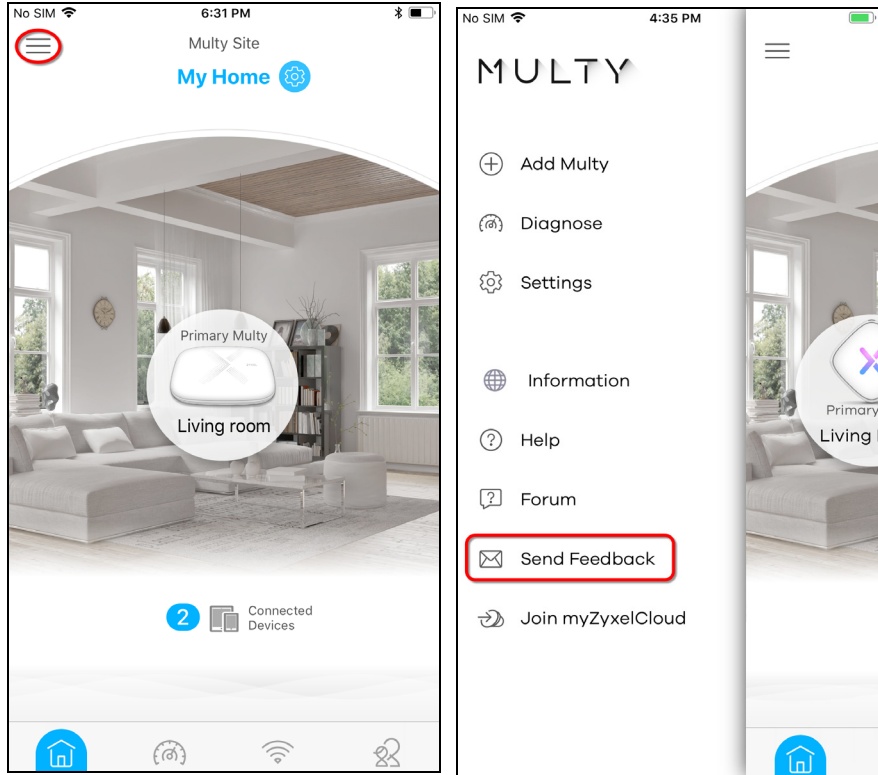 No SIM 6:31 PM
Multy Site
My Home
Primary Multy
Living room
2 Connected
Devices
No SIM 4:35 PM
MULTY
Add Multy
Diagnose
Settings
Information
Help
Forum
Send Feedback
Join myZyxelCloud
Primary
Living